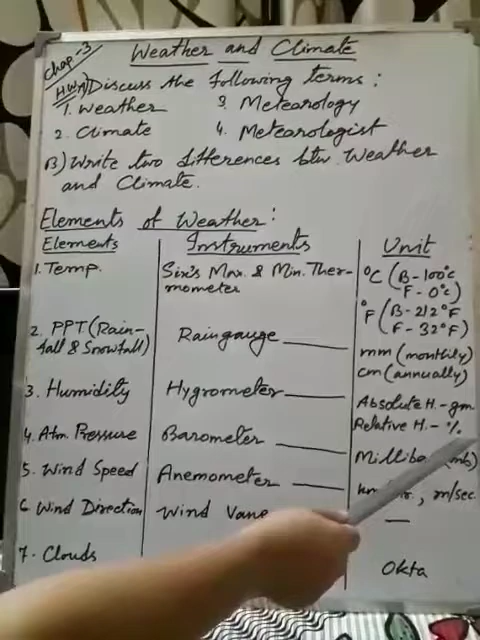 Chap-3
Weather and Climate
H.W A) Discuss the following terms:
1. Weather 3. Metearology
2. Climate 4. Metearologist
B) Write two differences btw Weather
and Climate.
Elements of Weather:
Elements Instruments Unit
1. Temp. Six's Max. & Min. Ther-
mometer
°C (B-100°C
F-0°C)
°F (B-212°F
F-32°F)
2. PPT (Rain-
fall & Snowfall) Raingauge
mm (monthly)
cm (annually)
3. Humidity Hygrometer
Absolute H.- gm
Relative H.- %
4. Atm. Pressure Barometer (mb)
5. Wind Speed Anemometer , m/sec
6. Wind Direction Wind Vane —
7. Clouds Okta